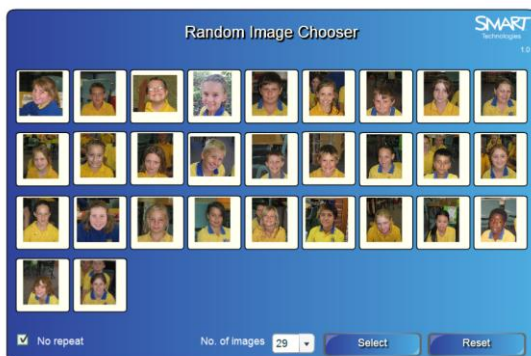 Random Image Chooser
SMART
Technologies
1.0
No repeat
No. of images
29
Select
Reset